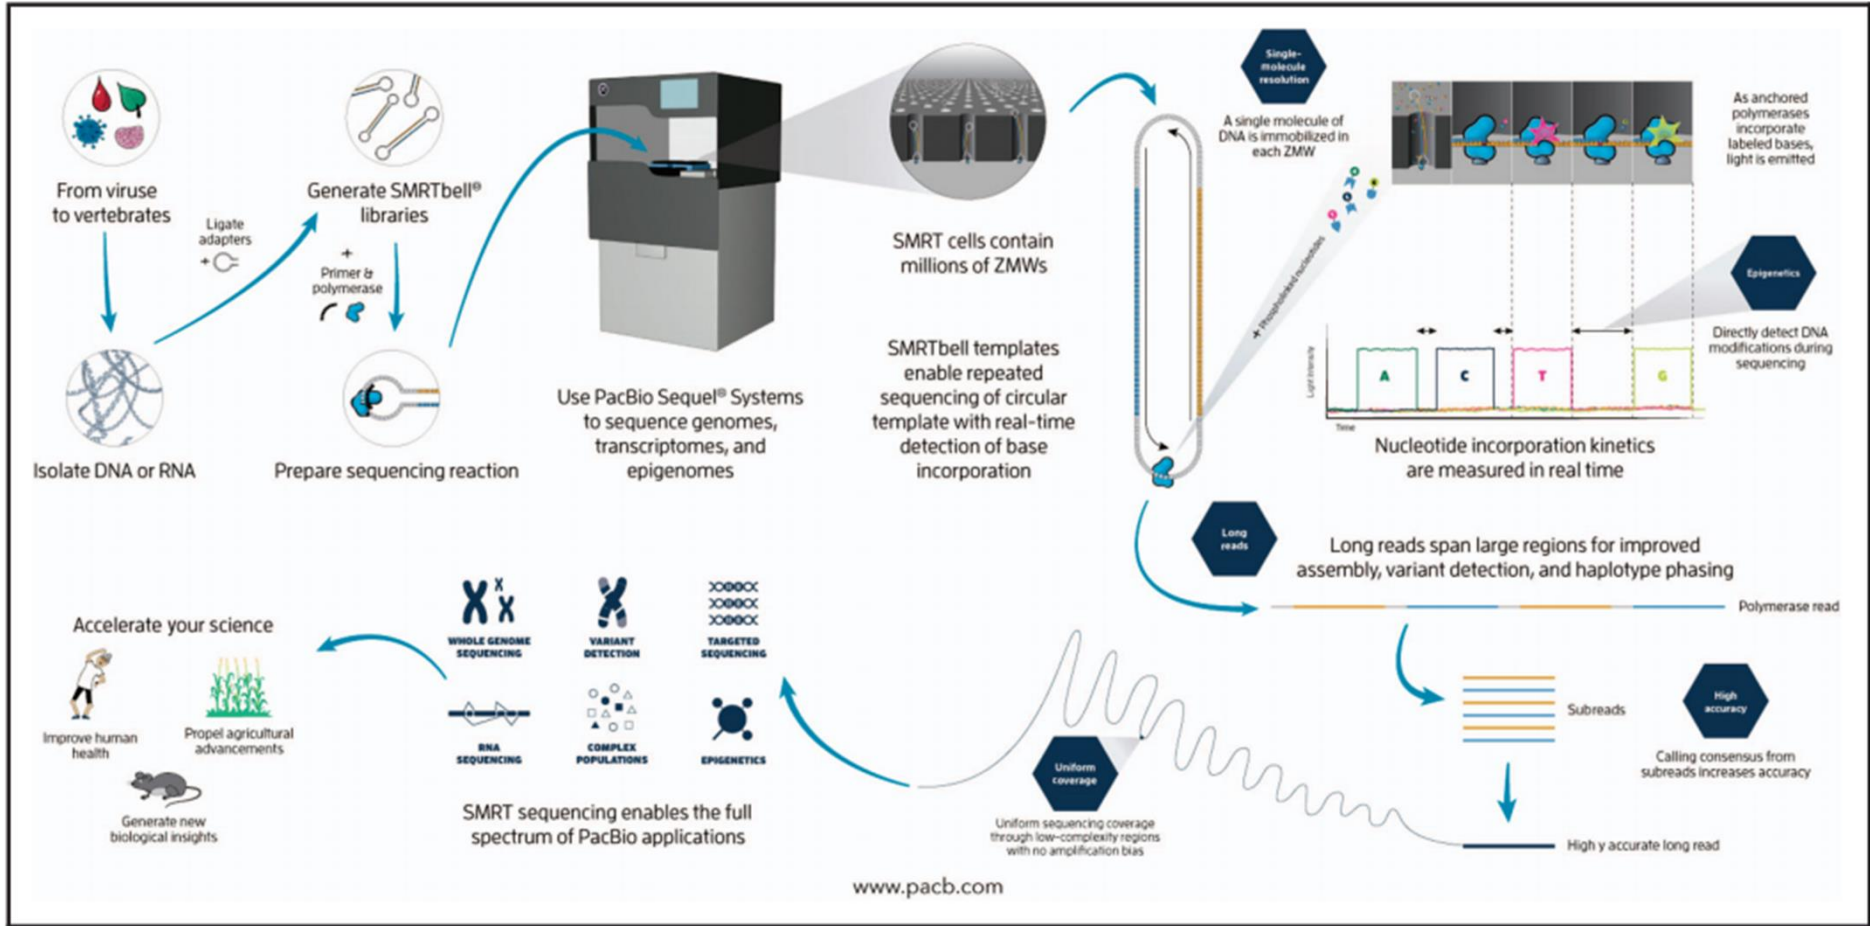 From viruse
to vertebrates
Ligate
adapters
+
Isolate DNA or RNA
Generate SMRTbell®
libraries
+
Primer &
polymerase
Prepare sequencing reaction
Use PacBio Sequel® Systems
to sequence genomes,
transcriptomes, and
epigenomes
SMRT cells contain
millions of ZMWs
SMRTbell templates
enable repeated
sequencing of circular
template with real-time
detection of base
incorporation
Single-
molecule
resolution
A single molecule of
DNA is immobilized in
each ZMW
+ Phospholinked nucleotides
As anchored
polymerases
incorporate
labeled bases,
light is emitted
Epigenetics
Directly detect DNA
modifications during
sequencing
Light Intensity
A C T G
Time
Nucleotide incorporation kinetics
are measured in real time
Long
reads
Long reads span large regions for improved
assembly, variant detection, and haplotype phasing
Polymerase read
Subreads
High
accuracy
Calling consensus from
subreads increases accuracy
High y accurate long read
Uniform
coverage
Uniform sequencing coverage
through low-complexity regions
with no amplification bias
WHOLE GENOME
SEQUENCING
VARIANT
DETECTION
TARGETED
SEQUENCING
RNA
SEQUENCING
COMPLEX
POPULATIONS
EPIGENETICS
SMRT sequencing enables the full
spectrum of PacBio applications
Accelerate your science
Improve human
health
Propel agricultural
advancements
Generate new
biological insights
www.pacb.com